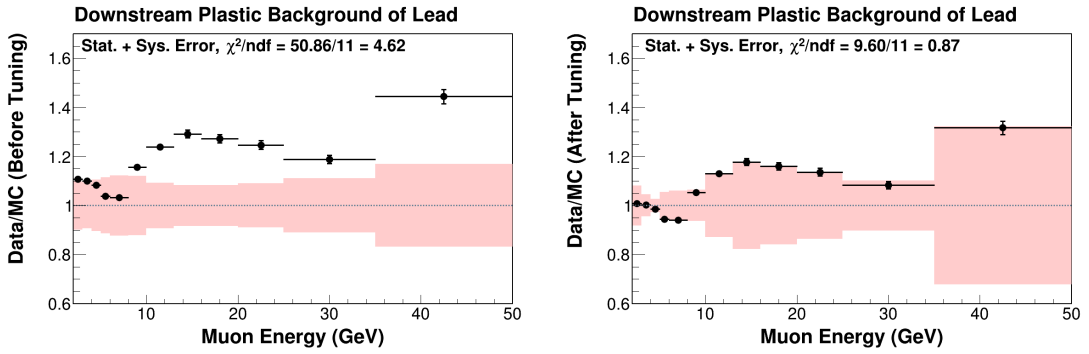 Downstream Plastic Background of Lead
Stat. + Sys. Error, χ²/ndf = 50.86/11 = 4.62
Data/MC (Before Tuning)
1.6
1.4
1.2
1
0.8
0.6
10
20
30
40
50
Muon Energy (GeV)
Downstream Plastic Background of Lead
Stat. + Sys. Error, χ²/ndf = 9.60/11 = 0.87
Data/MC (After Tuning)
1.6
1.4
1.2
1
0.8
0.6
10
20
30
40
50
Muon Energy (GeV)